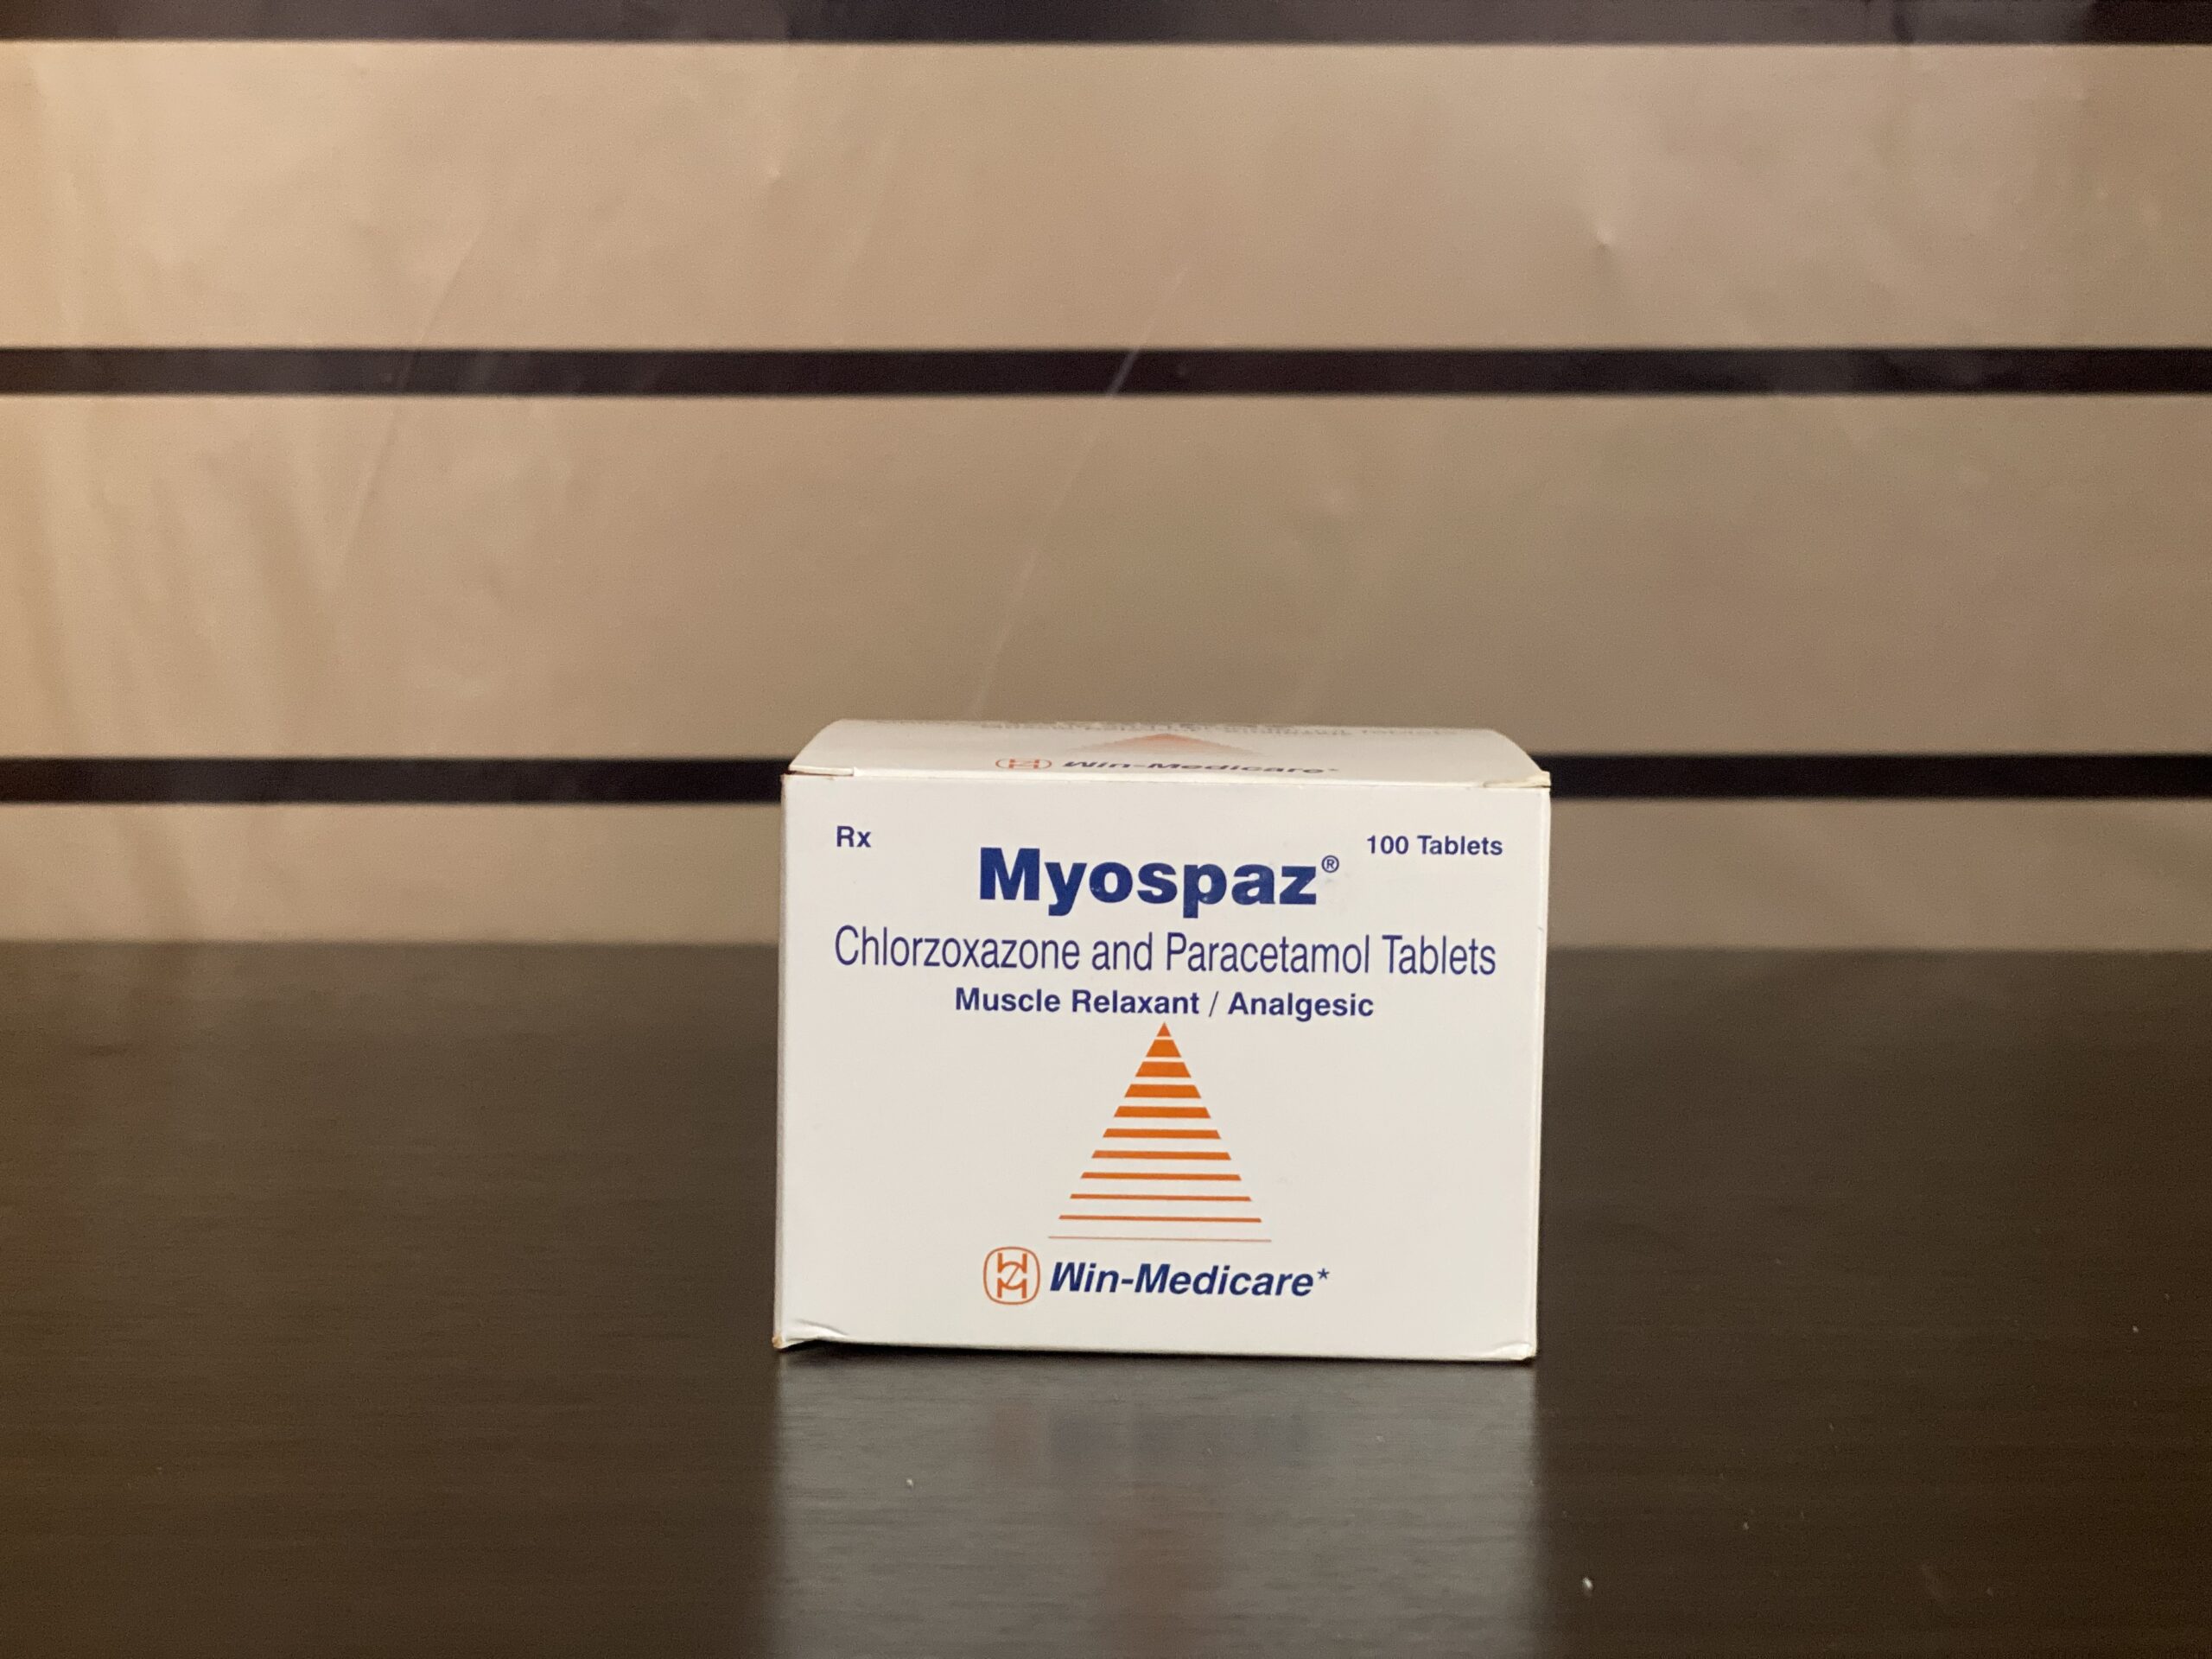 Win-Medicare*
Rx
100 Tablets
Myospaz®
Chlorzoxazone and Paracetamol Tablets
Muscle Relaxant / Analgesic
Win-Medicare*